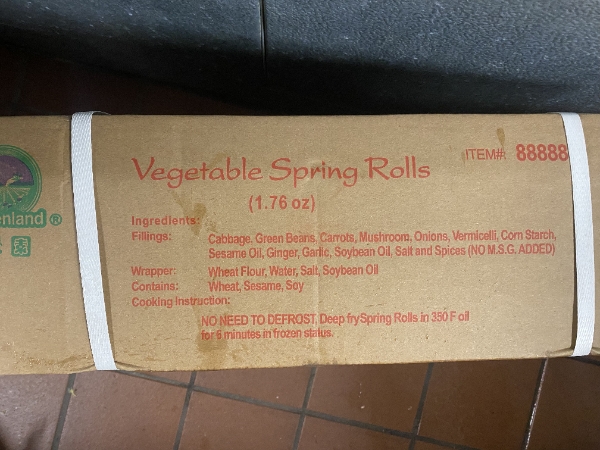 Vegetable Spring Rolls
ITEM#: 88888
(1.76 oz)
enland®
泰
Ingredients:
Fillings: Cabbage, Green Beans, Carrots, Mushroom, Onions, Vermicelli, Corn Starch,
Sesame Oil, Ginger, Garlic, Soybean Oil, Salt and Spices (NO M.S.G. ADDED)
Wrapper: Wheat Flour, Water, Salt, Soybean Oil
Contains: Wheat, Sesame, Soy
Cooking Instruction:
NO NEED TO DEFROST, Deep fry Spring Rolls in 350 F oil
for 6 minutes in frozen status.